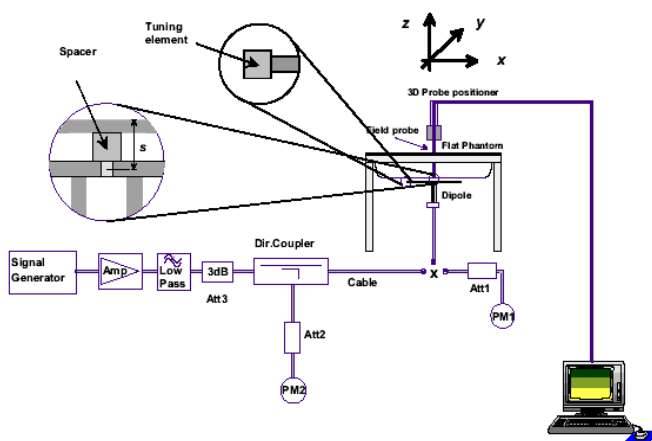 Tuning
element
Spacer
s
z
y
x
3D Probe positioner
Field probe
Flat Phantom
Dipole
Signal
Generator
Amp
Low
Pass
3dB
Att3
Dir.Coupler
Cable
x
Att1
PM1
Att2
PM2